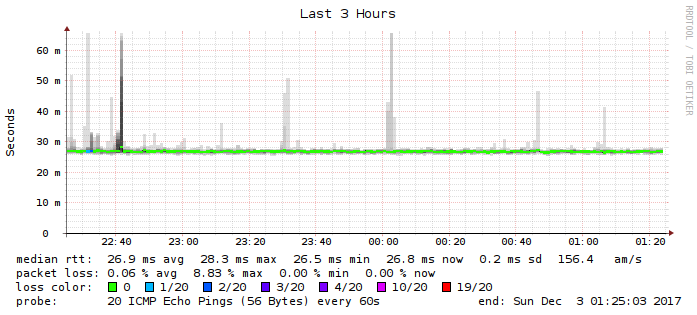 Last 3 Hours
RRDTOOL / TOBI OETIKER
Seconds
60 m
50 m
40 m
30 m
20 m
10 m
0
22:40 23:00 23:20 23:40 00:00 00:20 00:40 01:00 01:20
median rtt: 26.9 ms avg 28.3 ms max 26.5 ms min 26.8 ms now 0.2 ms sd 156.4 am/s
packet loss: 0.06 % avg 8.83 % max 0.00 % min 0.00 % now
loss color: 0 1/20 2/20 3/20 4/20 10/20 19/20
probe: 20 ICMP Echo Pings (56 Bytes) every 60s end: Sun Dec 3 01:25:03 2017